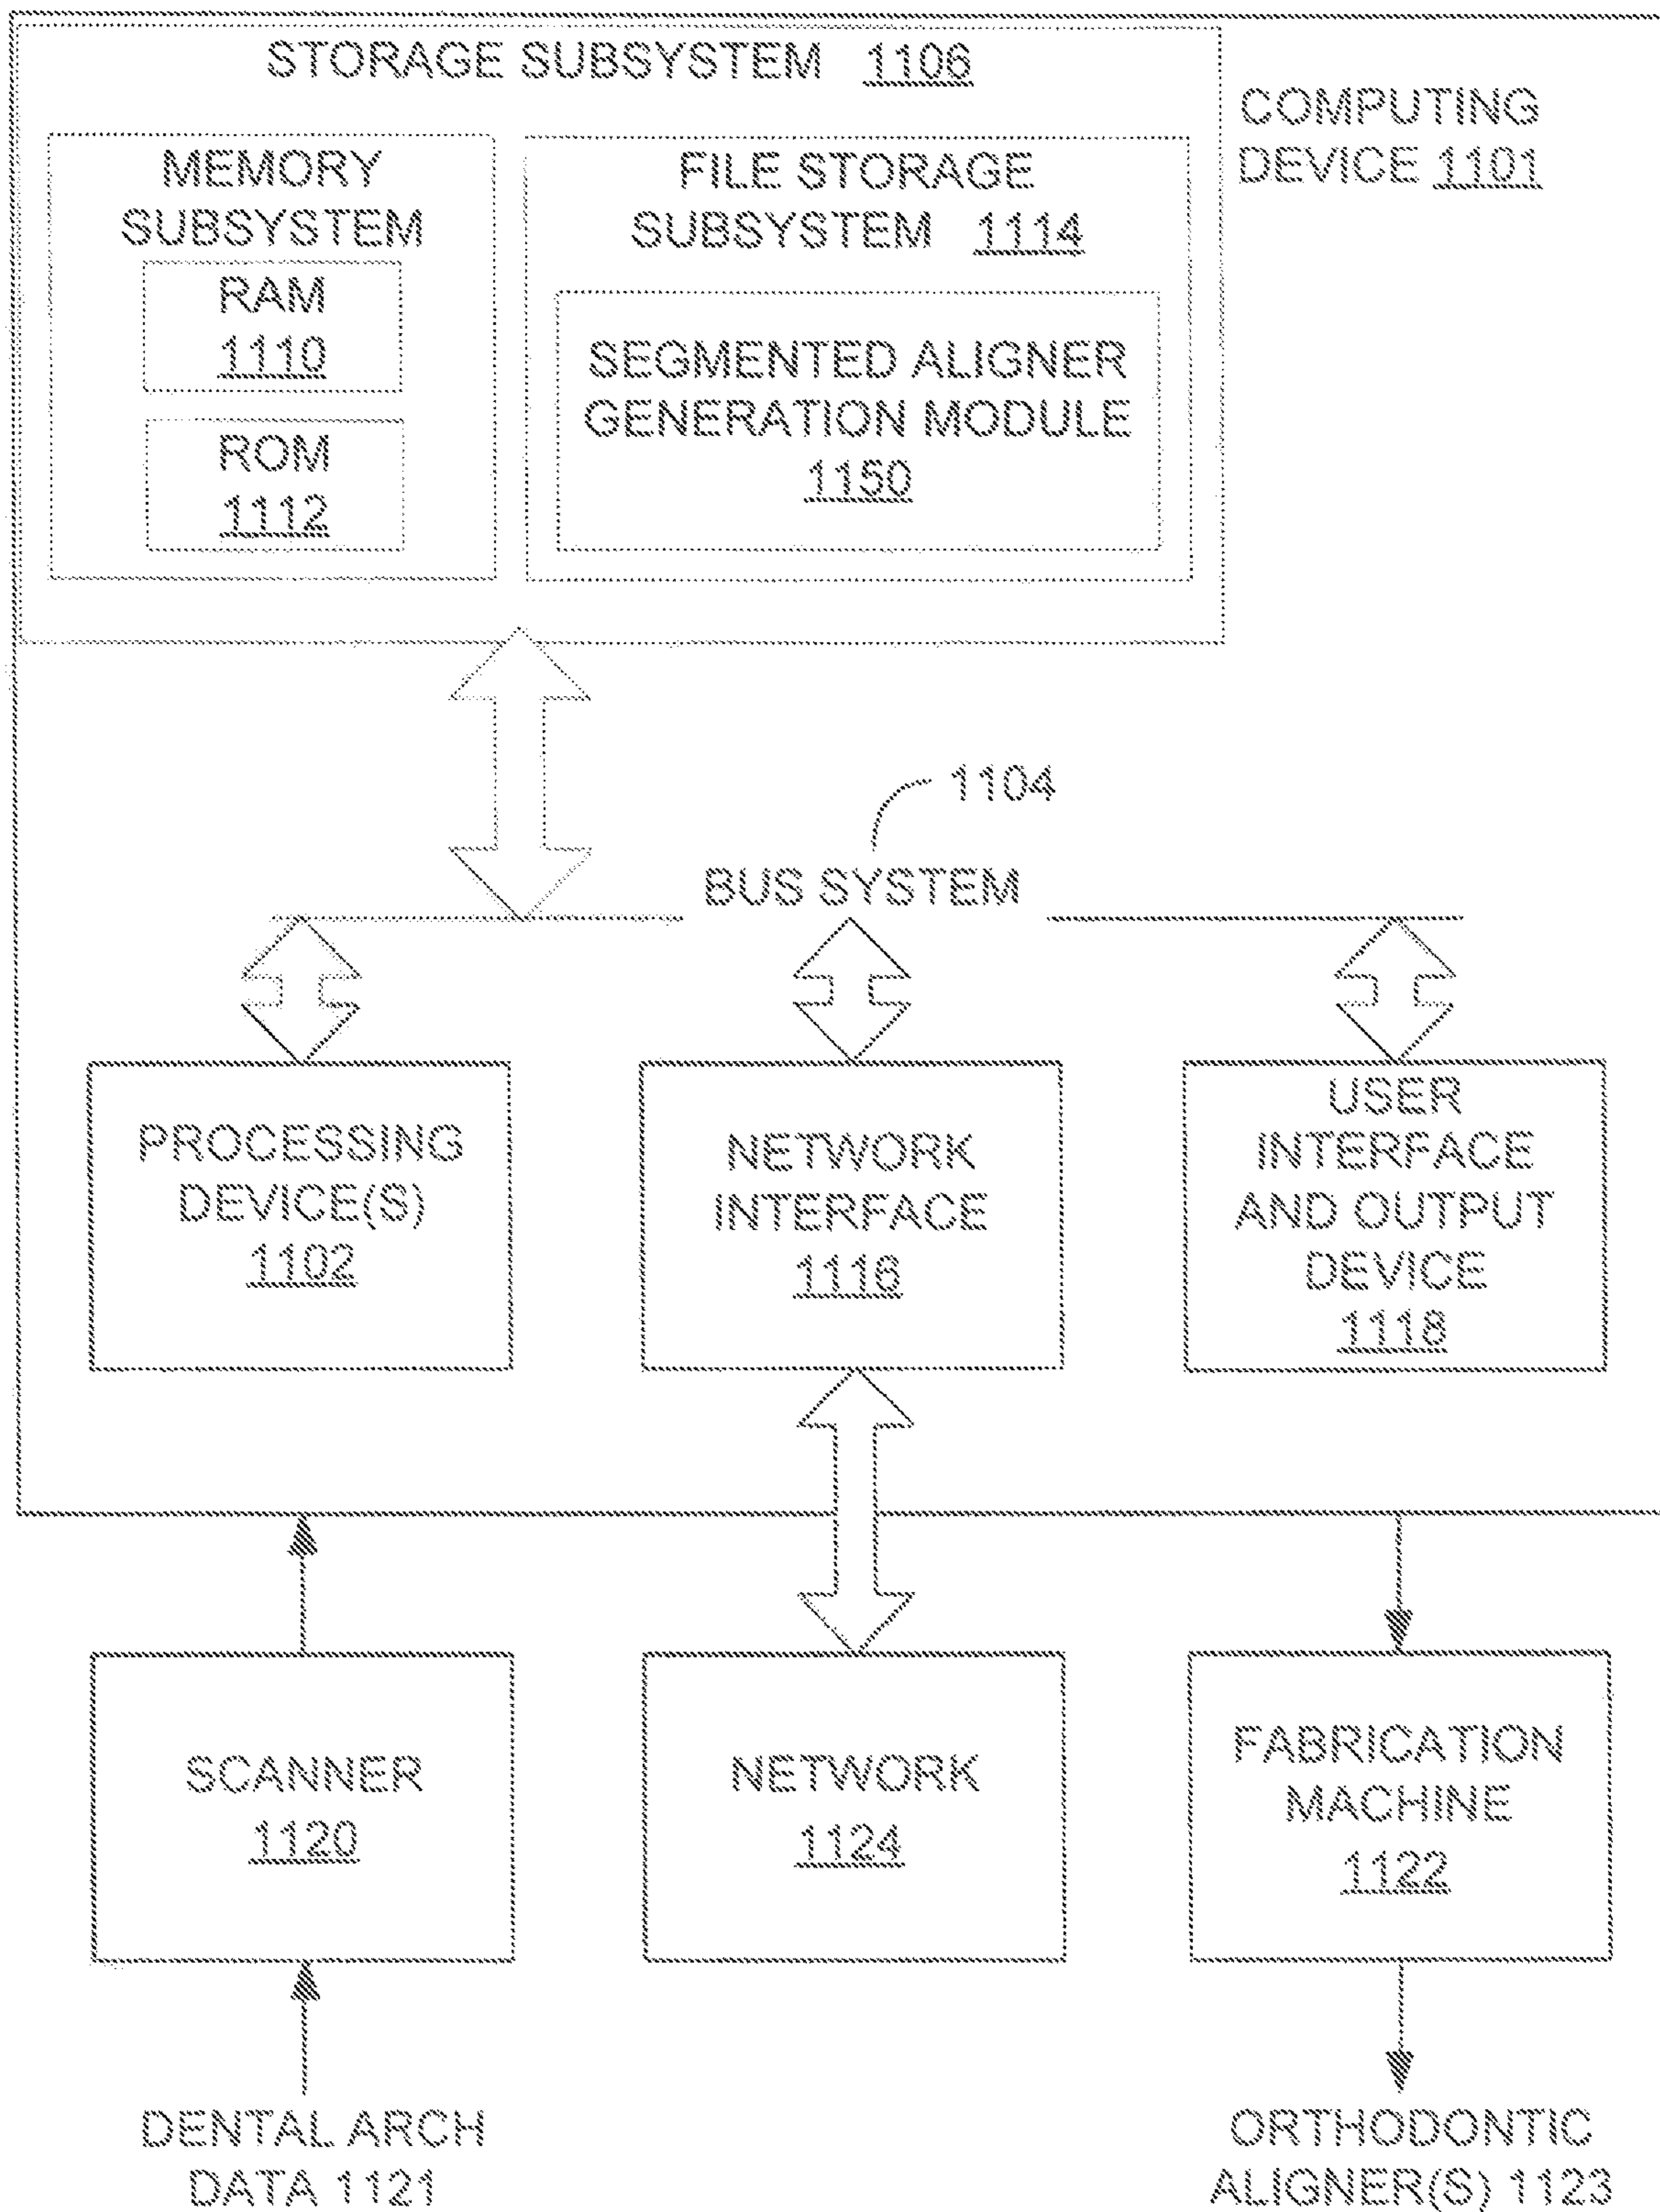 STORAGE SUBSYSTEM 1106
COMPUTING
DEVICE 1101
MEMORY
SUBSYSTEM
RAM
1110
ROM
1112
FILE STORAGE
SUBSYSTEM 1114
SEGMENTED ALIGNER
GENERATION MODULE
1150
1104
BUS SYSTEM
PROCESSING
DEVICE(S)
1102
NETWORK
INTERFACE
1116
USER
INTERFACE
AND OUTPUT
DEVICE
1118
SCANNER
1120
NETWORK
1124
FABRICATION
MACHINE
1122
DENTAL ARCH
DATA 1121
ORTHODONTIC
ALIGNER(S) 1123